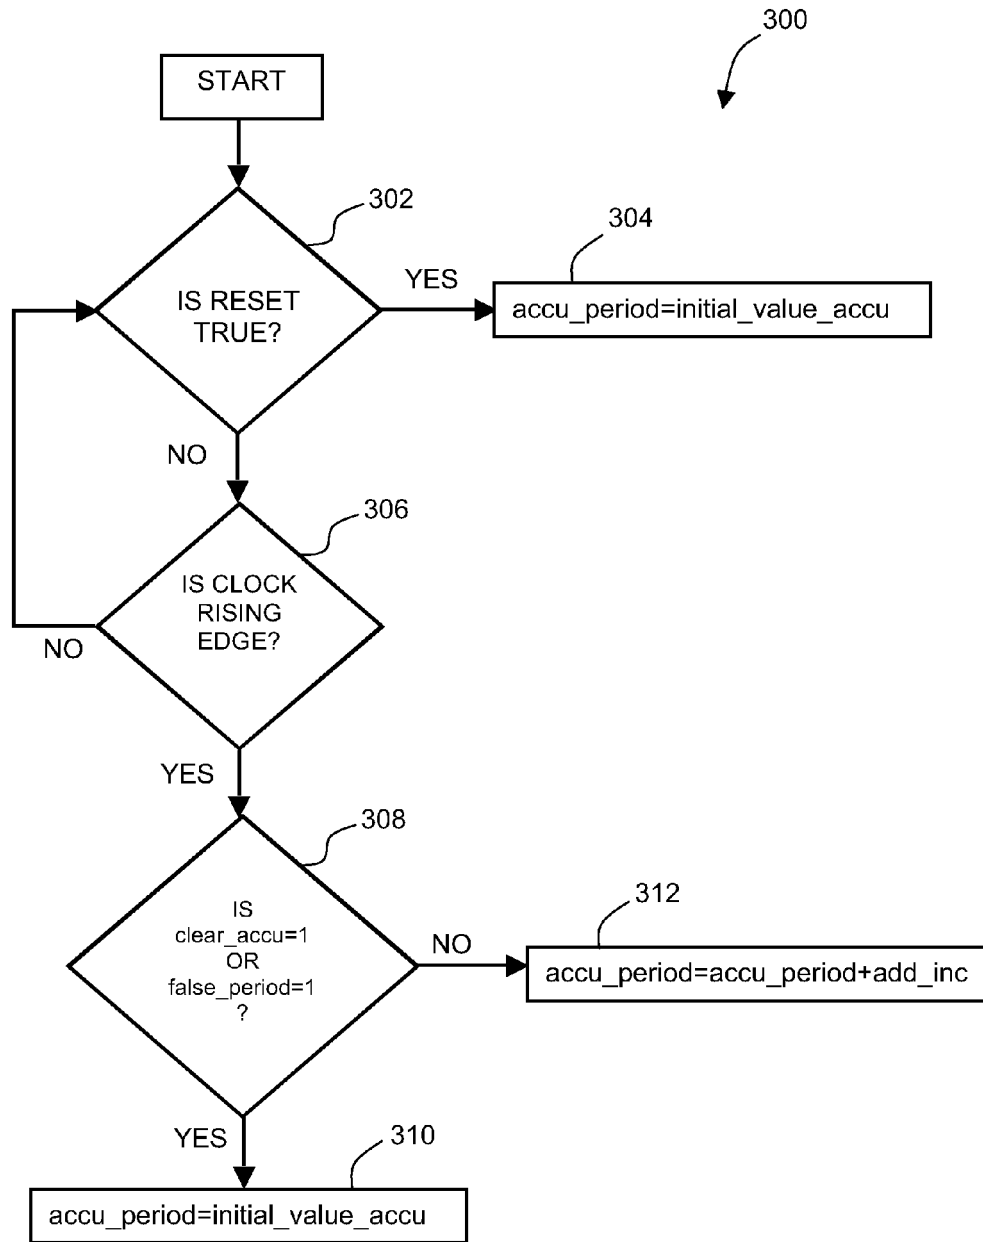 300
START
302
304
IS RESET
TRUE?
YES
accu_period=initial_value_accu
NO
306
IS CLOCK
RISING
EDGE?
NO
YES
308
IS
clear_accu=1
OR
false_period=1
?
NO
312
accu_period=accu_period+add_inc
YES
310
accu_period=initial_value_accu